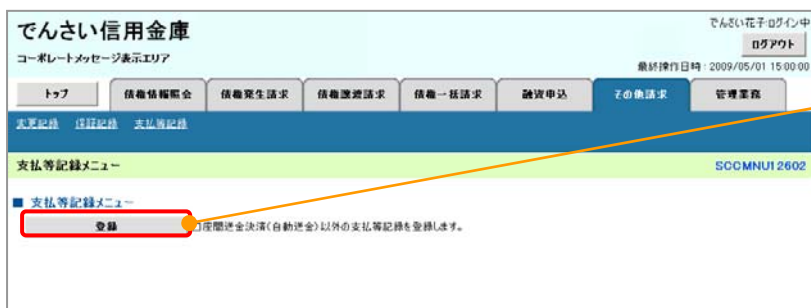 でんさい信用金庫
でんさい花子:ログイン中
ログアウト
コーポレートメッセージ表示エリア
最終操作日時:2009/05/01 15:00:00
トップ 債権情報照会 債権発生請求 債権譲渡請求 債権一括請求 融資申込 その他請求 管理業務
変更記録 保証記録 支払等記録
支払等記録メニュー SCCMNU12602
■ 支払等記録メニュー
登録 口座間送金決済(自動送金)以外の支払等記録を登録します。